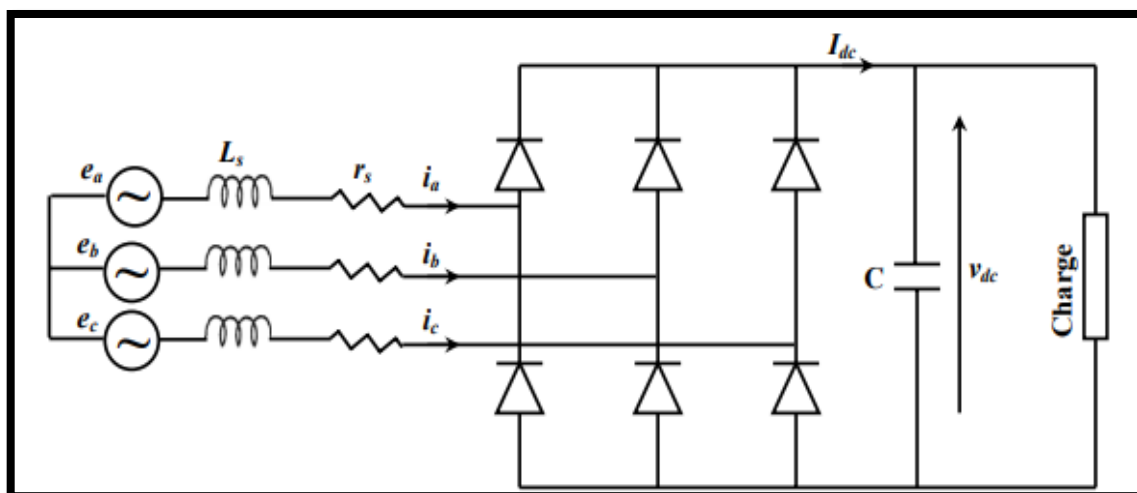 I_dc
L_s
e_a
r_s
i_a
e_b
i_b
C
v_dc
Charge
e_c
i_c